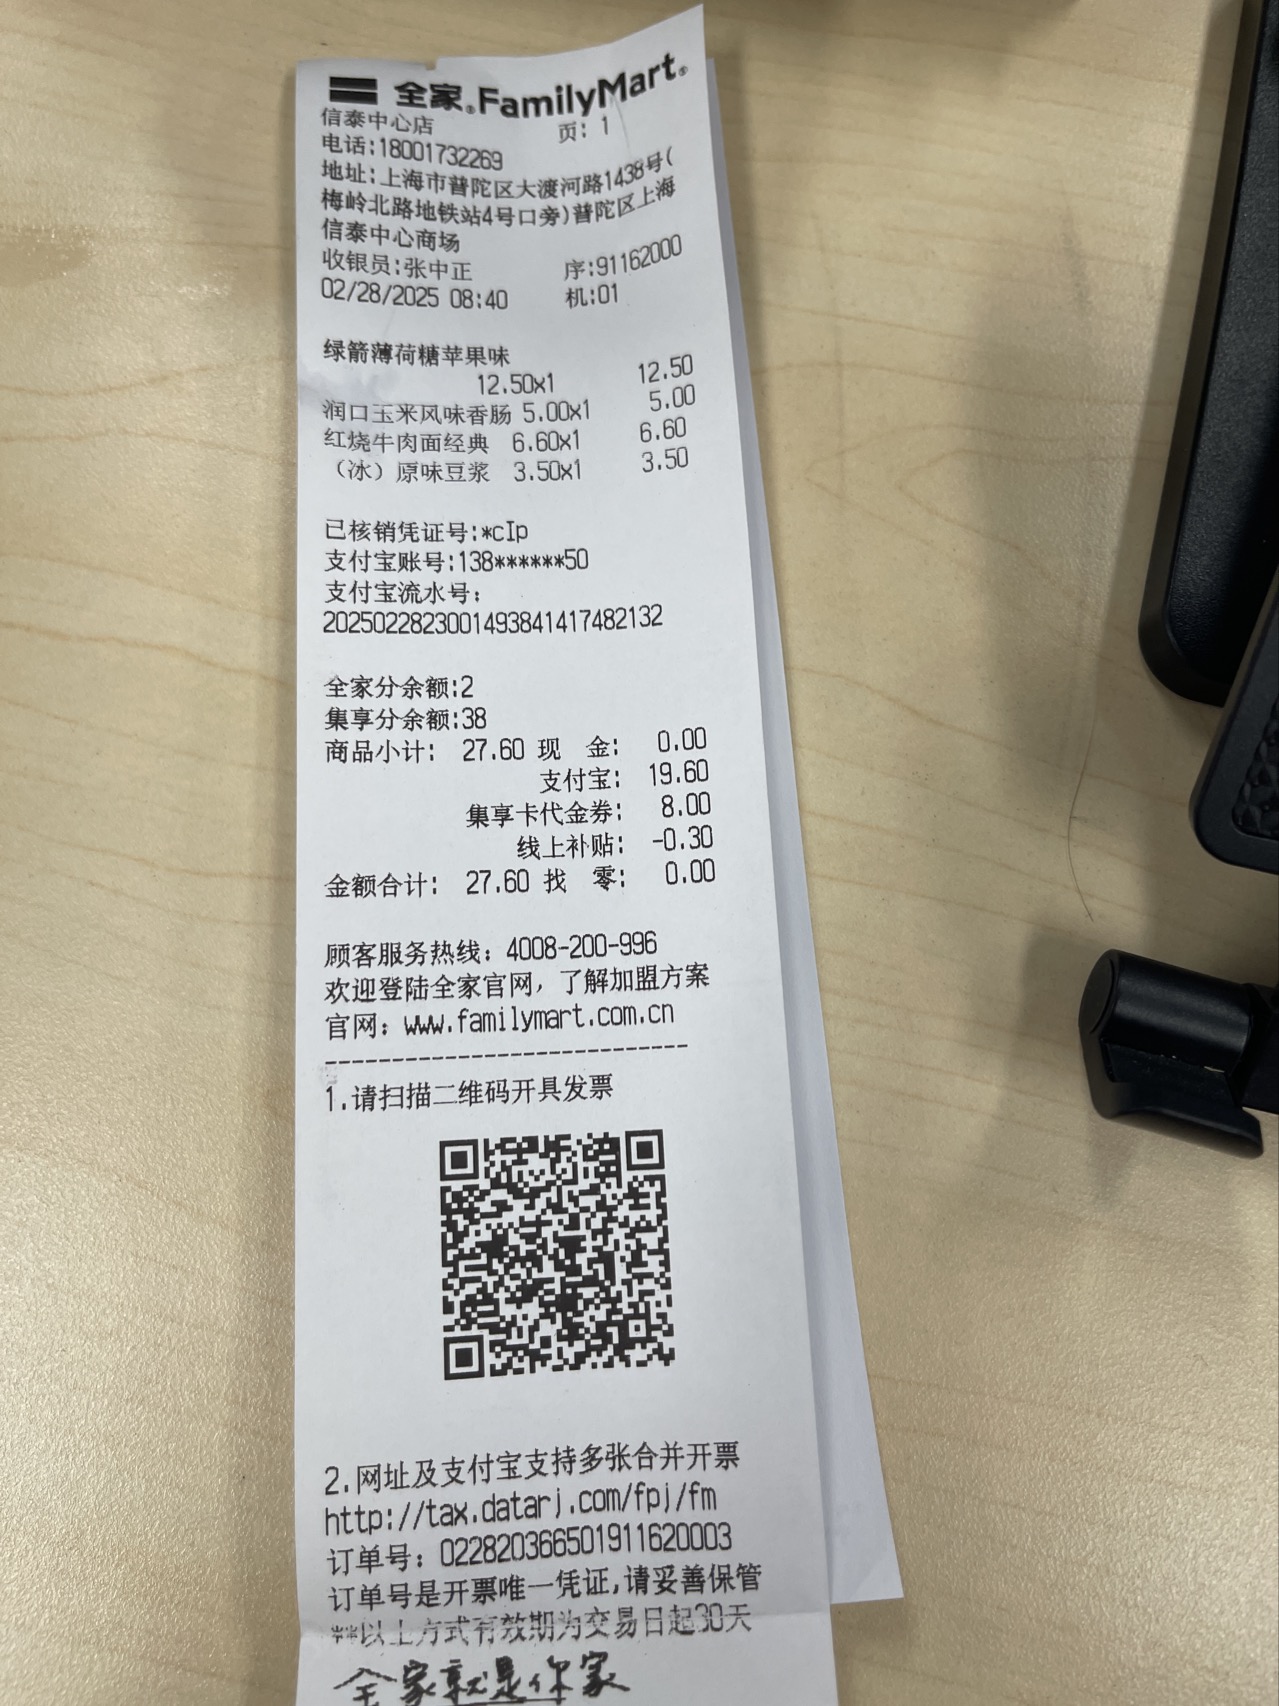 全家®FamilyMart®
信泰中心店 页: 1
电话:18001732269
地址:上海市普陀区大渡河路1438号(
梅岭北路地铁站4号口旁)普陀区上海
信泰中心商场
收银员:张中正 序:91162000
02/28/2025 08:40 机:01
绿箭薄荷糖苹果味
12.50x1 12.50
润口玉米风味香肠 5.00x1 5.00
红烧牛肉面经典 6.60x1 6.60
（冰）原味豆浆 3.50x1 3.50
已核销凭证号:*cIp
支付宝账号:138******50
支付宝流水号:
2025022823001493841417482132
全家分余额:2
集享分余额:38
商品小计: 27.60 现 金: 0.00
支付宝: 19.60
集享卡代金券: 8.00
线上补贴: -0.30
金额合计: 27.60 找 零: 0.00
顾客服务热线: 4008-200-996
欢迎登陆全家官网, 了解加盟方案
官网: www.familymart.com.cn
---------------------------
1.请扫描二维码开具发票
2.网址及支付宝支持多张合并开票
http://tax.datarj.com/fpj/fm
订单号: 022820366501911620003
订单号是开票唯一凭证,请妥善保管
**以上方式有效期为交易日起30天
全家就是你家